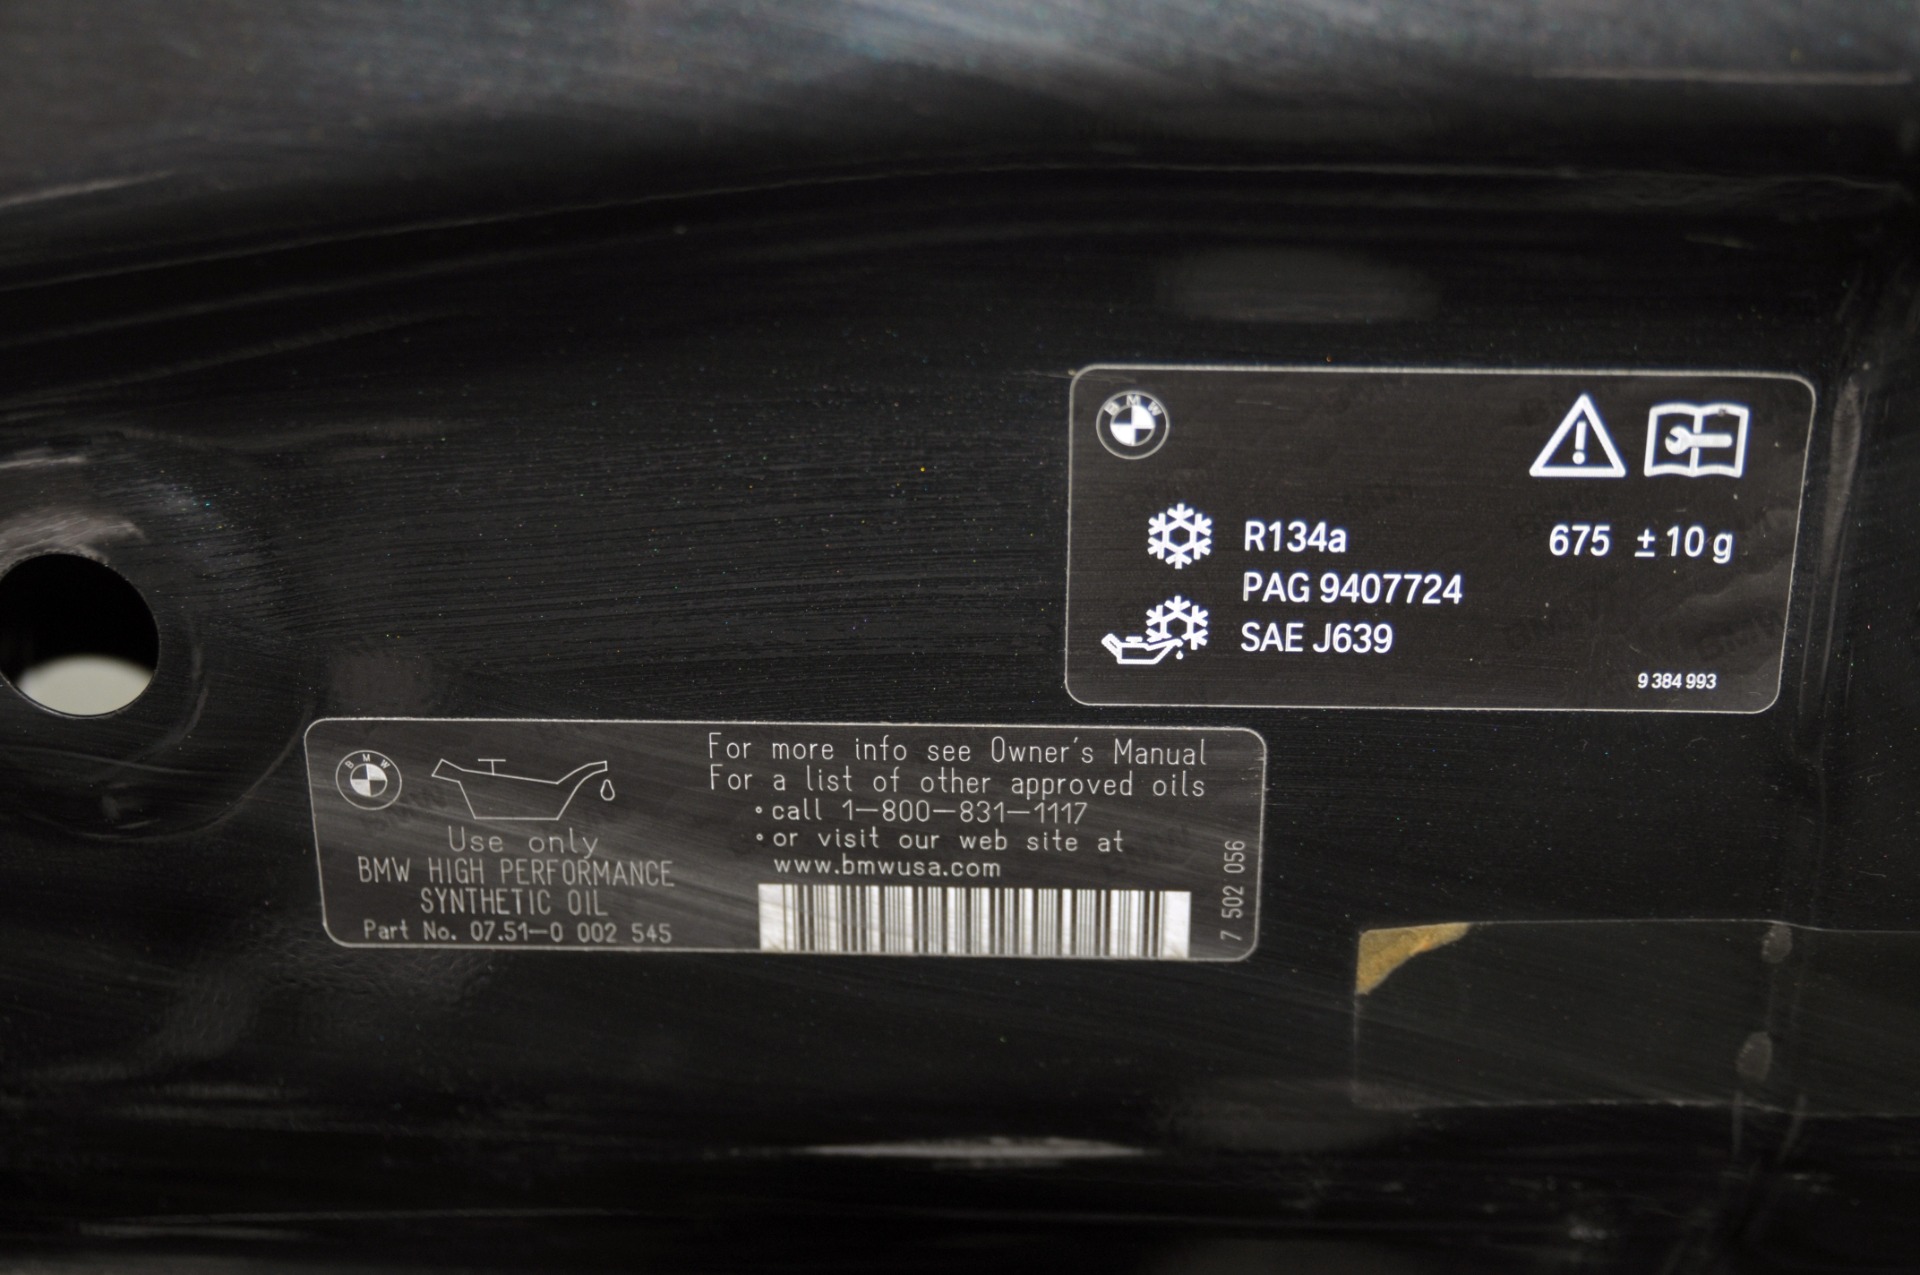 BMW
R134a 675 ± 10 g
PAG 9407724
SAE J639
9 384 993
BMW
Use only
BMW HIGH PERFORMANCE
SYNTHETIC OIL
Part No. 07.51-0 002 545
For more info see Owner's Manual
For a list of other approved oils
• call 1-800-831-1117
• or visit our web site at
www.bmwusa.com
7 502 056